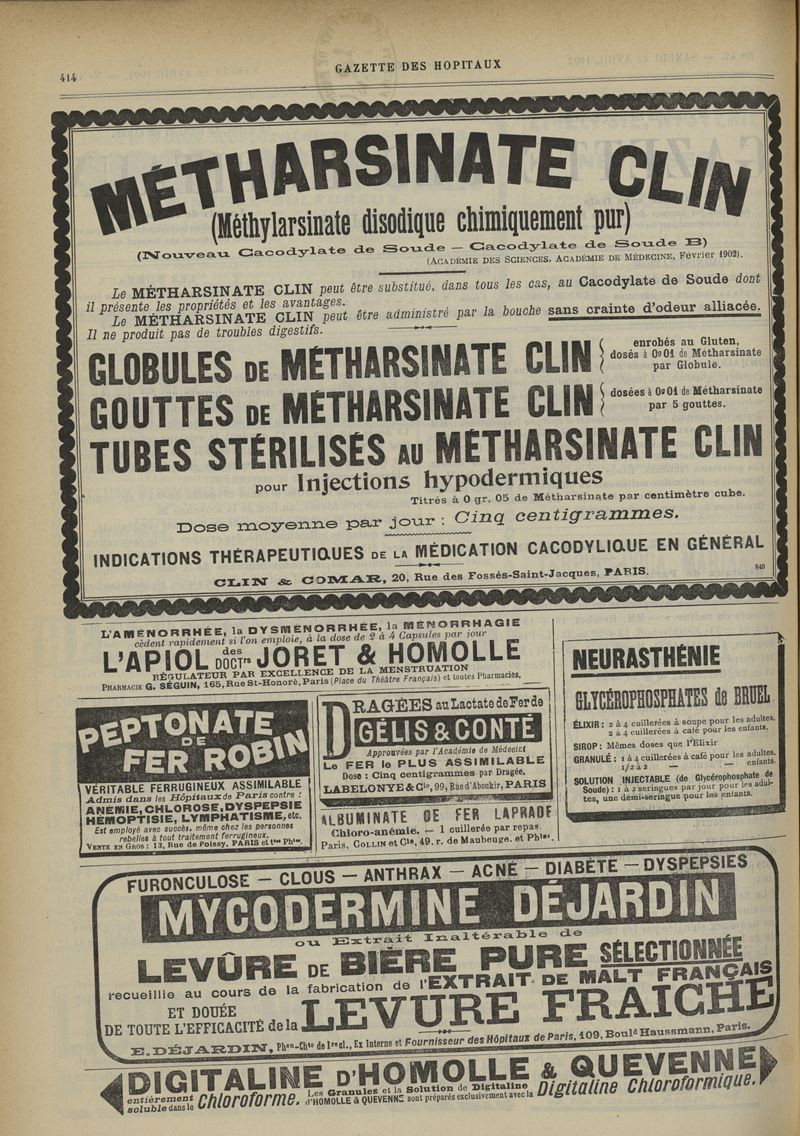 414
GAZETTE DES HOPITAUX
MÉTHARSINATE CLIN
(Méthylarsinate disodique chimiquement pur)
(Nouveau Cacodylate de Soude — Cacodylate de Soude B)
(ACADÉMIE DES SCIENCES, ACADÉMIE DE MÉDECINE, Février 1902).
Le MÉTHARSINATE CLIN peut être substitué, dans tous les cas, au Cacodylate de Soude dont
il présente les propriétés et les avantages.
Le MÉTHARSINATE CLIN peut être administré par la bouche sans crainte d'odeur alliacée.
Il ne produit pas de troubles digestifs.
GLOBULES DE MÉTHARSINATE CLIN
enrobés au Gluten,
dosés à 0gr01 de Métharsinate
par Globule.
GOUTTES DE MÉTHARSINATE CLIN
dosées à 0gr01 de Métharsinate
par 5 gouttes.
TUBES STÉRILISÉS AU MÉTHARSINATE CLIN
pour Injections hypodermiques
Titrés à 0 gr. 05 de Métharsinate par centimètre cube.
Dose moyenne par jour : Cinq centigrammes.
INDICATIONS THÉRAPEUTIQUES DE LA MÉDICATION CACODYLIQUE EN GÉNÉRAL
CLIN & COMAR, 20, Rue des Fossés-Saint-Jacques, PARIS.
840
L'AMÉNORRHÉE, la DYSMÉNORRHÉE, la MÉNORRHAGIE
cèdent rapidement si l'on emploie, à la dose de 2 à 4 Capsules par jour
L'APIOL des DOCTrs JORET & HOMOLLE
RÉGULATEUR PAR EXCELLENCE DE LA MENSTRUATION
PHARMACIE G. SÉGUIN, 165, Rue St-Honoré, Paris (Place du Théâtre Français) et toutes Pharmacies.
PEPTONATE
DE
FER ROBIN
VÉRITABLE FERRUGINEUX ASSIMILABLE
Admis dans les Hôpitaux de Paris contre :
ANÉMIE, CHLOROSE, DYSPEPSIE
HÉMOPTISIE, LYMPHATISME, etc.
Est employé avec succès, même chez les personnes
rebelles à tout traitement ferrugineux.
VENTE EN GROS : 13, Rue de Poissy, PARIS et ttes Phies.
DRAGÉES au Lactate de Fer de
GÉLIS & CONTÉ
Approuvées par l'Académie de Médecine
Le FER le PLUS ASSIMILABLE
Dose : Cinq centigrammes par Dragée.
LABELONYE & Cie, 99, Rue d'Aboukir, PARIS
ALBUMINATE DE FER LAPRADE
Chloro-anémie. — 1 cuillerée par repas
Paris, COLLIN et Cie, 49, r. de Maubeuge, et Phies.
NEURASTHÉNIE
GLYCÉROPHOSPHATES de BRUEL
ÉLIXIR : 2 à 4 cuillerées à soupe pour les adultes,
2 à 4 cuillerées à café pour les enfants.
SIROP : Mêmes doses que l'Élixir
GRANULÉ : 1 à 4 cuillerées à café pour les adultes,
1/2 à 2 — enfants.
SOLUTION INJECTABLE (de Glycérophosphate de
Soude) : 1 à 2 seringues par jour pour les adul-
tes, une demi-seringue pour les enfants.
FURONCULOSE — CLOUS — ANTHRAX — ACNÉ — DIABÈTE — DYSPEPSIES
MYCODERMINE DÉJARDIN
ou Extrait Inaltérable de
LEVÛRE DE BIÈRE PURE SÉLECTIONNÉE
recueillie au cours de la fabrication de l'EXTRAIT DE MALT FRANÇAIS
ET DOUÉE
DE TOUTE L'EFFICACITÉ de la LEVURE FRAICHE
E. DÉJARDIN, Phen-Chte de 1re cl., Ex Interne et Fournisseur des Hôpitaux de Paris, 109, Bould Haussmann, Paris.
DIGITALINE D'HOMOLLE & QUEVENNE
entièrement
soluble dans le Chloroforme.
Les Granules et la Solution de Digitaline
d'HOMOLLE & QUEVENNE sont préparés exclusivement avec la
Digitaline Chloroformique.